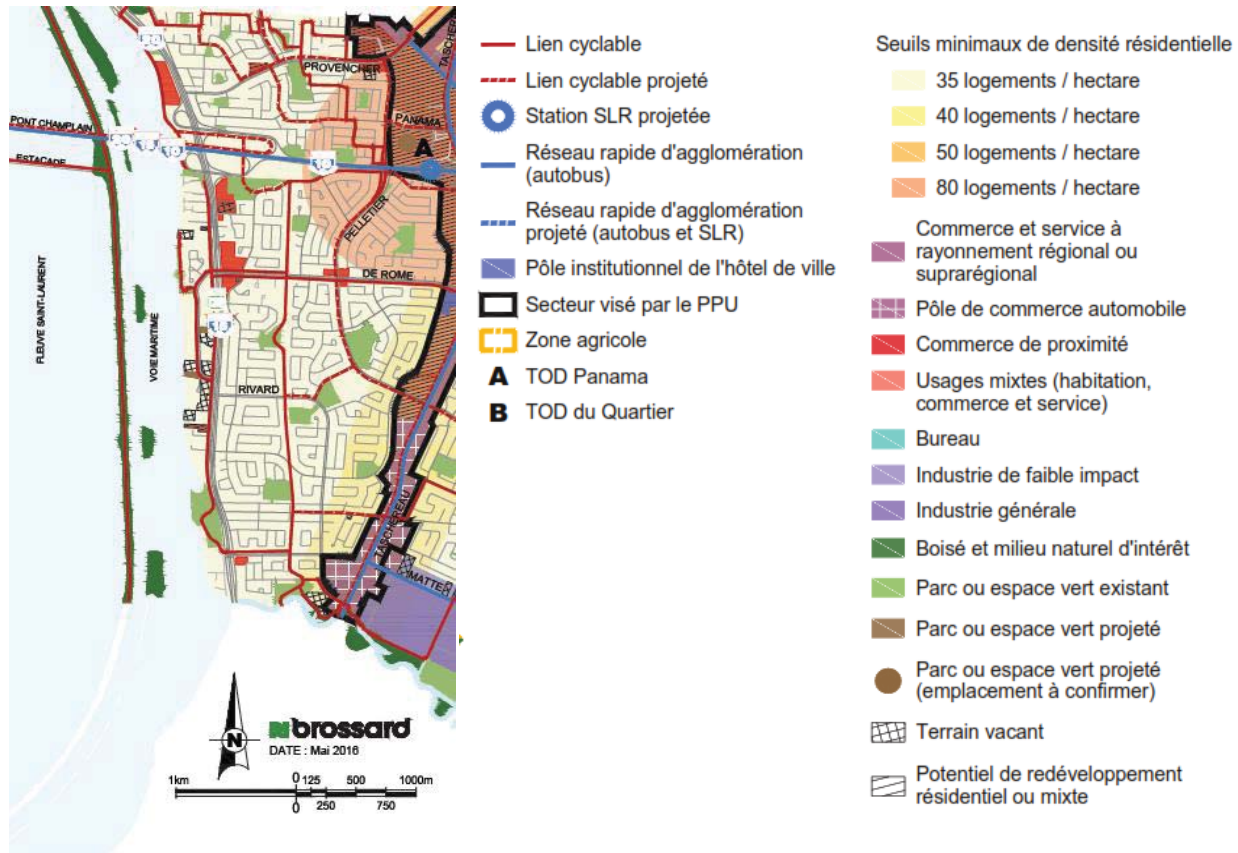 PROVENCHER
TASCHER
PANAMA
A
PONT CHAMPLAIN
ESTACADE
10
PELLETIER
DE ROME
FLEUVE SAINT-LAURENT
VOIE MARITIME
15
RIVARD
TASCHEREAU
MATTE
N
brossard
DATE : Mai 2016
1km 0 125 500 1000m
0 250 750
Lien cyclable
Lien cyclable projeté
Station SLR projetée
Réseau rapide d'agglomération
(autobus)
Réseau rapide d'agglomération
projeté (autobus et SLR)
Pôle institutionnel de l'hôtel de ville
Secteur visé par le PPU
Zone agricole
A TOD Panama
B TOD du Quartier
Seuils minimaux de densité résidentielle
35 logements / hectare
40 logements / hectare
50 logements / hectare
80 logements / hectare
Commerce et service à
rayonnement régional ou
suprarégional
Pôle de commerce automobile
Commerce de proximité
Usages mixtes (habitation,
commerce et service)
Bureau
Industrie de faible impact
Industrie générale
Boisé et milieu naturel d'intérêt
Parc ou espace vert existant
Parc ou espace vert projeté
Parc ou espace vert projeté
(emplacement à confirmer)
Terrain vacant
Potentiel de redéveloppement
résidentiel ou mixte